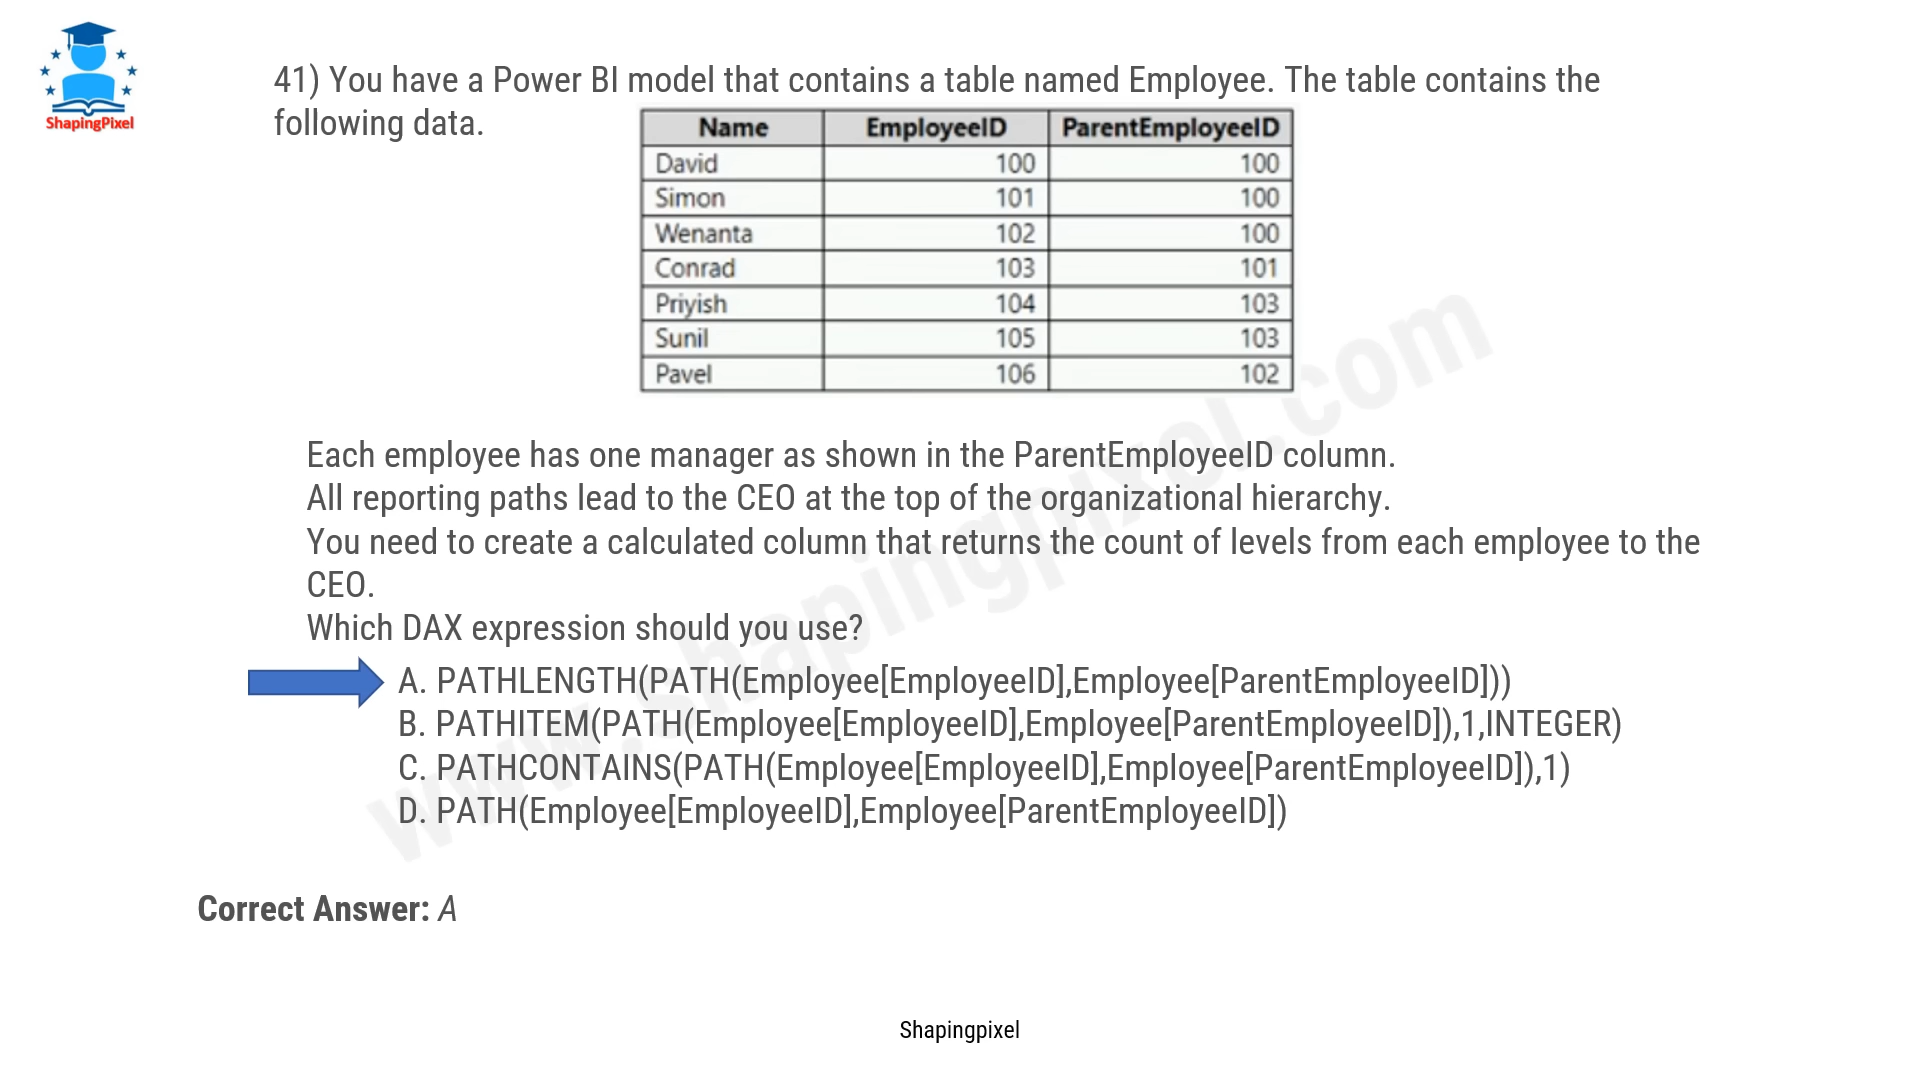 ShapingPixel
41) You have a Power BI model that contains a table named Employee. The table contains the
following data.
Name EmployeeID ParentEmployeeID
David 100 100
Simon 101 100
Wenanta 102 100
Conrad 103 101
Priyish 104 103
Sunil 105 103
Pavel 106 102
Each employee has one manager as shown in the ParentEmployeeID column.
All reporting paths lead to the CEO at the top of the organizational hierarchy.
You need to create a calculated column that returns the count of levels from each employee to the
CEO.
Which DAX expression should you use?
A. PATHLENGTH(PATH(Employee[EmployeeID],Employee[ParentEmployeeID]))
B. PATHITEM(PATH(Employee[EmployeeID],Employee[ParentEmployeeID]),1,INTEGER)
C. PATHCONTAINS(PATH(Employee[EmployeeID],Employee[ParentEmployeeID]),1)
D. PATH(Employee[EmployeeID],Employee[ParentEmployeeID])
www.shapingpixol.com
Correct Answer: A
Shapingpixel